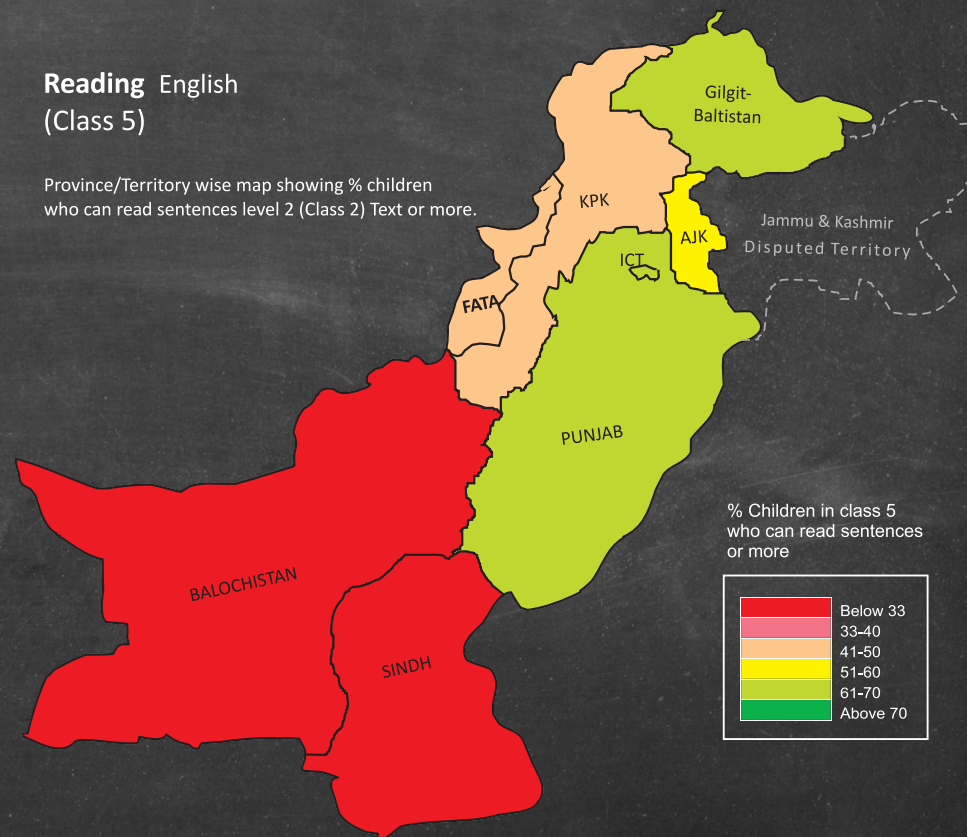 Reading English
(Class 5)
Province/Territory wise map showing % children
who can read sentences level 2 (Class 2) Text or more.
Gilgit-
Baltistan
KPK
AJK
Jammu & Kashmir
Disputed Territory
ICT
FATA
PUNJAB
BALOCHISTAN
SINDH
% Children in class 5
who can read sentences
or more
Below 33
33-40
41-50
51-60
61-70
Above 70